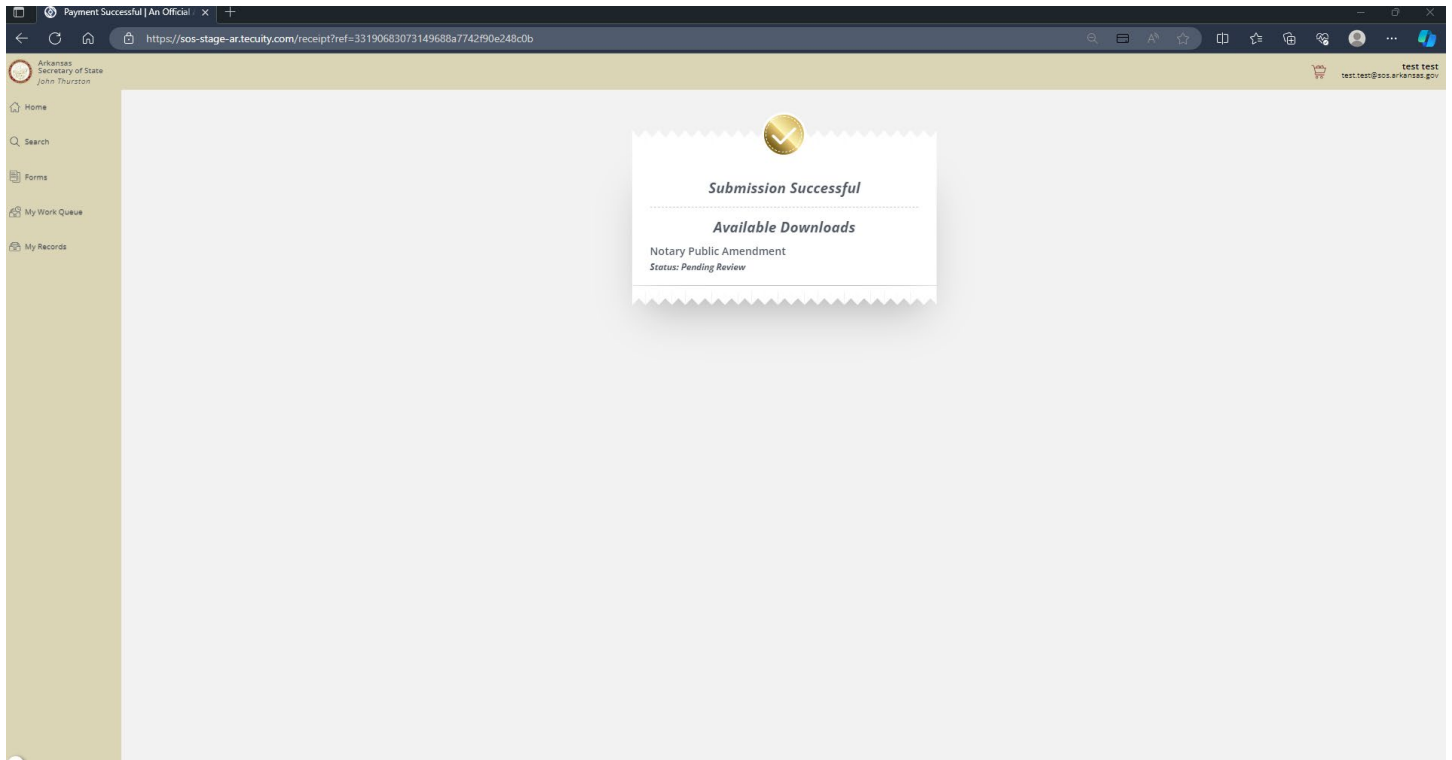 Payment Successful | An Official
https://sos-stage-ar.tecuity.com/receipt?ref=33190683073149688a7742f90e248c0b
Arkansas
Secretary of State
John Thurston
test test
test.test@sos.arkansas.gov
Home
Search
Forms
My Work Queue
My Records
Submission Successful
Available Downloads
Notary Public Amendment
Status: Pending Review